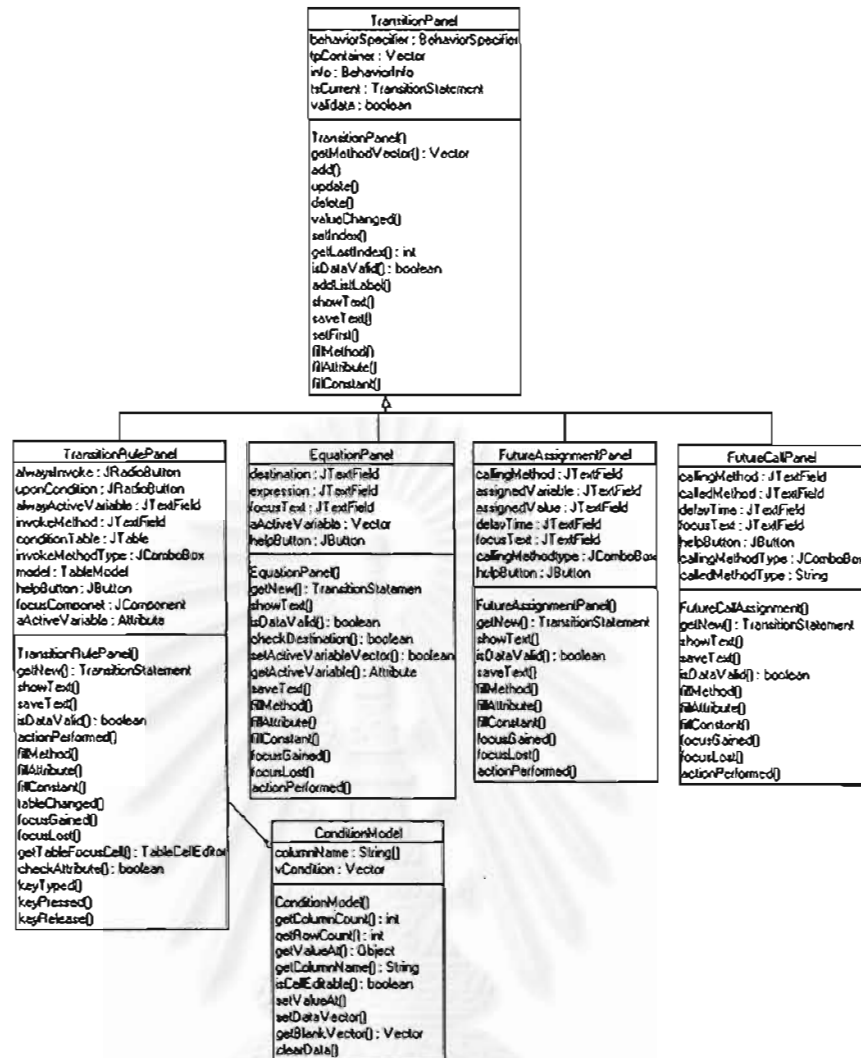 TransitionPanel
behaviorSpecifier : BehaviorSpecifier
tpContainer : Vector
info : BehaviorInfo
tsCurrent : TransitionStatement
validate : boolean
TransitionPanel()
getMethodVector() : Vector
add()
update()
delete()
valueChanged()
setIndex()
getLastIndex() : int
isDataValid() : boolean
addListLabel()
showText()
saveText()
setFirst()
fillMethod()
fillAttribute()
fillConstant()
TransitionRulePanel
alwaysInvoke : JRadioButton
uponCondition : JRadioButton
alwayActiveVariable : JTextField
invokeMethod : JTextField
conditionTable : JTable
invokeMethodType : JComboBox
model : TableModel
helpButton : JButton
focusComponet : JComponent
aActiveVariable : Attribute
TransitionRulePanel()
getNew() : TransitionStatement
showText()
saveText()
isDataValid() : boolean
actionPerformed()
fillMethod()
fillAttribute()
fillConstant()
tableChanged()
focusGained()
focusLost()
getTableFocusCell() : TableCellEditor
checkAttribute() : boolean
keyTyped()
keyPressed()
keyRelease()
EquationPanel
destination : JTextField
expression : JTextField
focusText : JTextField
aActiveVariable : Vector
helpButton : JButton
EquationPanel()
getNew() : TransitionStatemen
showText()
isDataValid() : boolean
checkDestination() : boolean
setActiveVariableVector() : boolean
getActiveVariable() : Attribute
saveText()
fillMethod()
fillAttribute()
fillConstant()
focusGained()
focusLost()
actionPerformed()
FutureAssignmentPanel
callingMethod : JTextField
assignedVariable : JTextField
assignedValue : JTextField
delayTime : JTextField
focusText : JTextField
callingMethodtype : JComboBox
helpButton : JButton
FutureAssignmentPanel()
getNew() : TransitionStatement
showText()
isDataValid() : boolean
saveText()
fillMethod()
fillAttribute()
fillConstant()
focusGained()
focusLost()
actionPerformed()
FutureCallPanel
callingMethod : JTextField
calledMethod : JTextField
delayTime : JTextField
focusText : JTextField
helpButton : JButton
callingMethodType : JComboBox
calledMethodType : String
FutureCallAssignment()
getNew() : TransitionStatement
showText()
saveText()
isDataValid() : boolean
fillMethod()
fillAttribute()
fillConstant()
focusGained()
focusLost()
actionPerformed()
ConditionModel
columnName : String[]
vCondition : Vector
ConditionModel()
getColumnCount() : int
getRowCount() : int
getValueAt() : Object
getColumnName() : String
isCellEditable() : boolean
setValueAt()
setDataVector()
getBlankVector() : Vector
clearData()